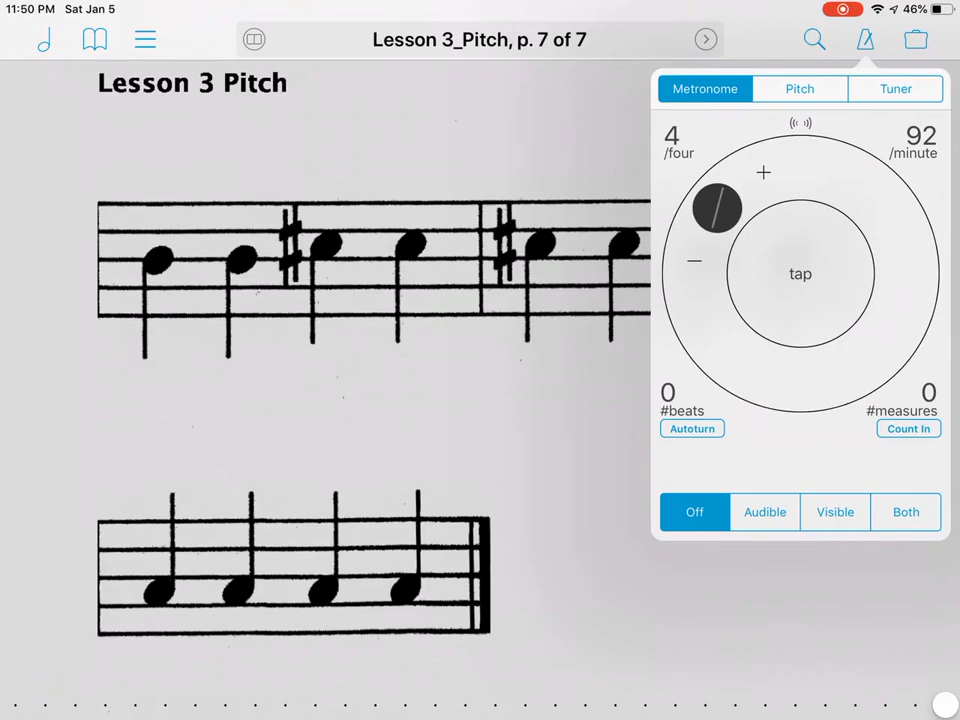 11:50 PM Sat Jan 5 46%
Lesson 3_Pitch, p. 7 of 7
Lesson 3 Pitch
Metronome Pitch Tuner
4 92
/four /minute
+
−
tap
0 0
#beats #measures
Autoturn Count In
Off Audible Visible Both